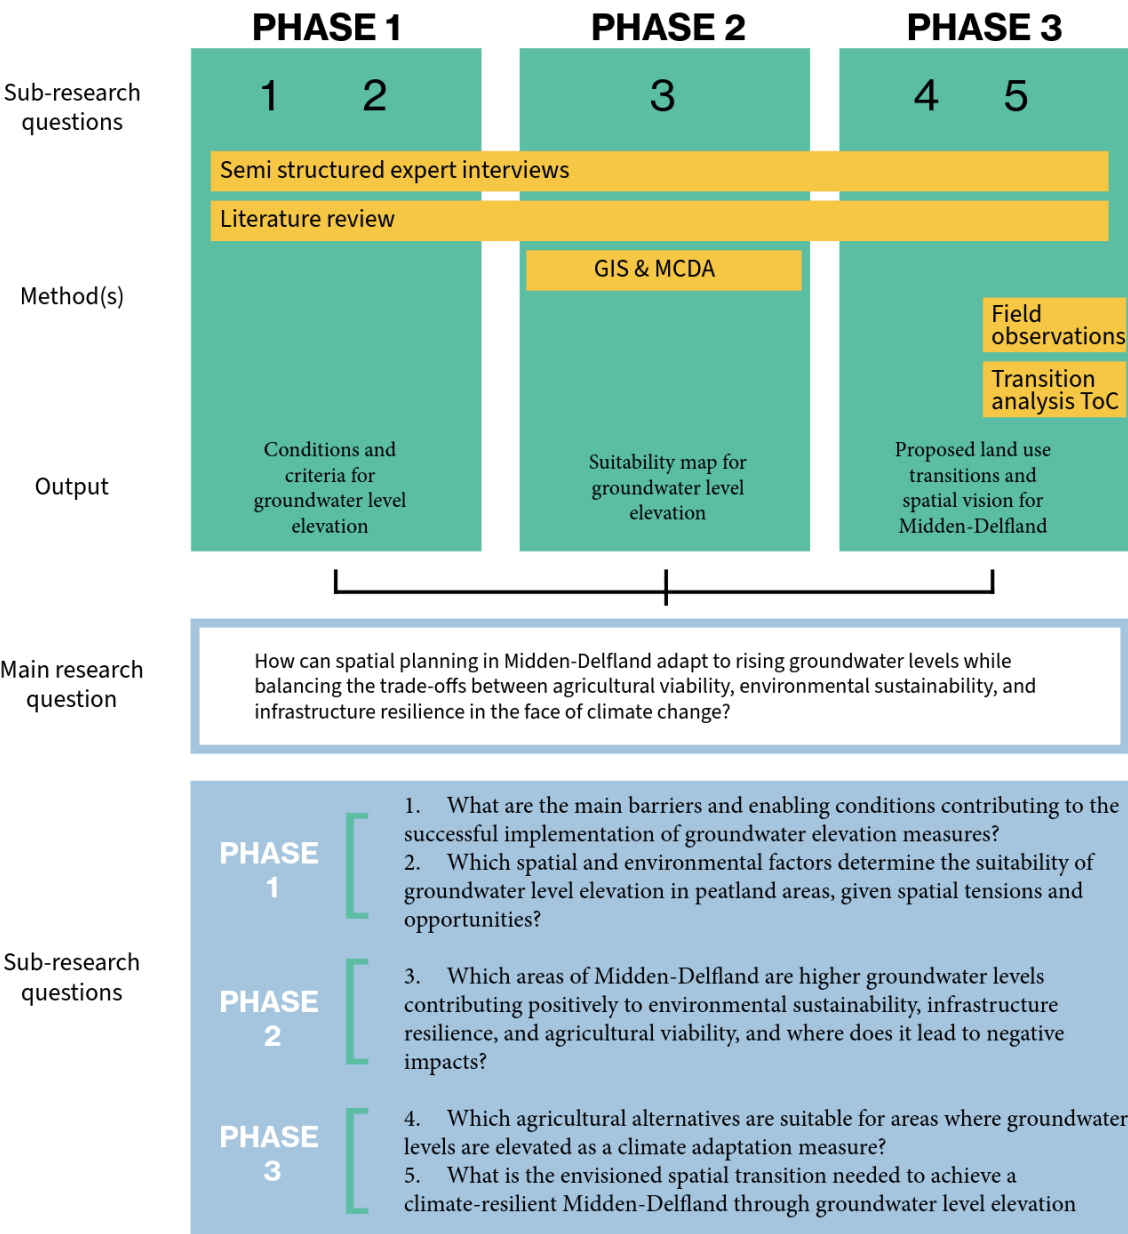 PHASE 1
PHASE 2
PHASE 3
Sub-research
questions
1 2
3
4 5
Semi structured expert interviews
Literature review
GIS & MCDA
Method(s)
Field
observations
Transition
analysis ToC
Output
Conditions and
criteria for
groundwater level
elevation
Suitability map for
groundwater level
elevation
Proposed land use
transitions and
spatial vision for
Midden-Delfland
Main research
question
How can spatial planning in Midden-Delfland adapt to rising groundwater levels while
balancing the trade-offs between agricultural viability, environmental sustainability, and
infrastructure resilience in the face of climate change?
Sub-research
questions
PHASE
1
1. What are the main barriers and enabling conditions contributing to the
successful implementation of groundwater elevation measures?
2. Which spatial and environmental factors determine the suitability of
groundwater level elevation in peatland areas, given spatial tensions and
opportunities?
PHASE
2
3. Which areas of Midden-Delfland are higher groundwater levels
contributing positively to environmental sustainability, infrastructure
resilience, and agricultural viability, and where does it lead to negative
impacts?
PHASE
3
4. Which agricultural alternatives are suitable for areas where groundwater
levels are elevated as a climate adaptation measure?
5. What is the envisioned spatial transition needed to achieve a
climate-resilient Midden-Delfland through groundwater level elevation